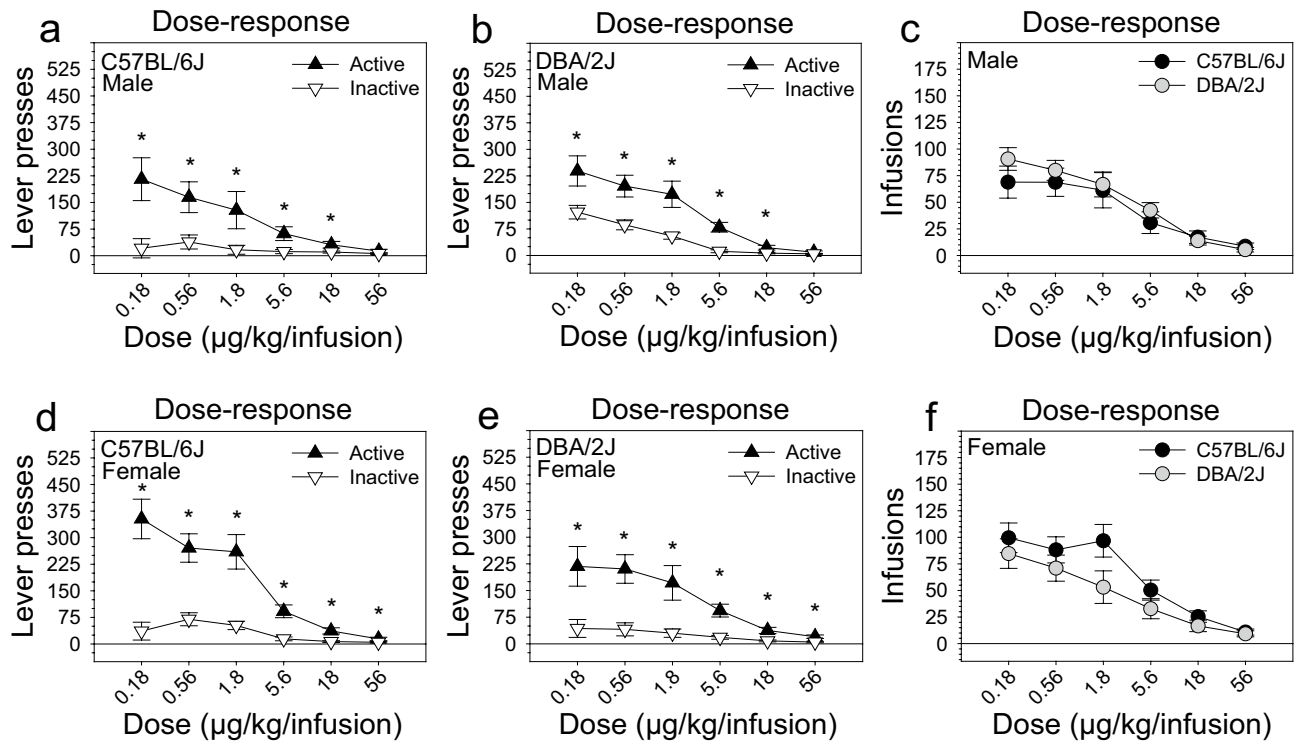 a
Dose-response
C57BL/6J
Male
Active
Inactive
Lever presses
525
450
375
300
225
150
75
0
* * * * *
0.18 0.56 1.8 5.6 18 56
Dose (µg/kg/infusion)
b
Dose-response
DBA/2J
Male
Active
Inactive
Lever presses
525
450
375
300
225
150
75
0
* * * * *
0.18 0.56 1.8 5.6 18 56
Dose (µg/kg/infusion)
c
Dose-response
Male
C57BL/6J
DBA/2J
Infusions
175
150
125
100
75
50
25
0
0.18 0.56 1.8 5.6 18 56
Dose (µg/kg/infusion)
d
Dose-response
C57BL/6J
Female
Active
Inactive
Lever presses
525
450
375
300
225
150
75
0
* * * * * *
0.18 0.56 1.8 5.6 18 56
Dose (µg/kg/infusion)
e
Dose-response
DBA/2J
Female
Active
Inactive
Lever presses
525
450
375
300
225
150
75
0
* * * * * *
0.18 0.56 1.8 5.6 18 56
Dose (µg/kg/infusion)
f
Dose-response
Female
C57BL/6J
DBA/2J
Infusions
175
150
125
100
75
50
25
0
0.18 0.56 1.8 5.6 18 56
Dose (µg/kg/infusion)